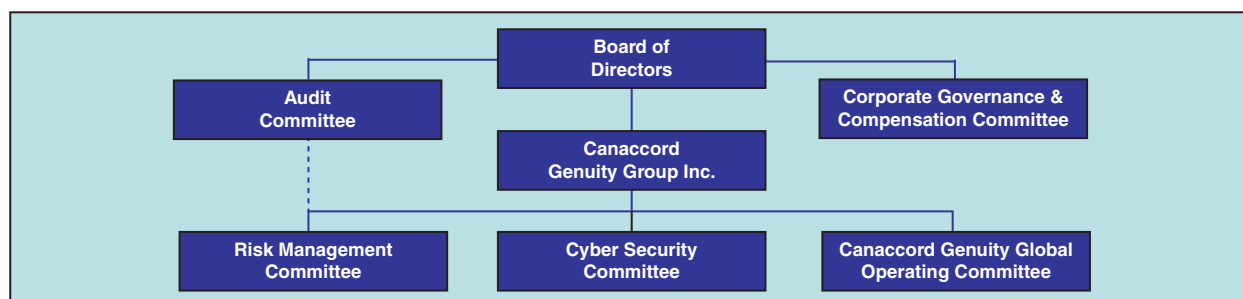 Board of
Directors
Audit
Committee
Corporate Governance &
Compensation Committee
Canaccord
Genuity Group Inc.
Risk Management
Committee
Cyber Security
Committee
Canaccord Genuity Global
Operating Committee